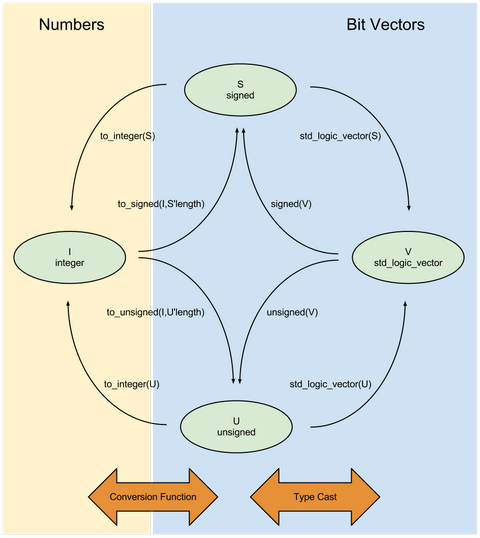 Numbers
Bit Vectors
S
signed
to_integer(S)
std_logic_vector(S)
to_signed(I,S'length)
signed(V)
I
integer
V
std_logic_vector
to_unsigned(I,U'length)
unsigned(V)
to_integer(U)
std_logic_vector(U)
U
unsigned
Conversion Function
Type Cast